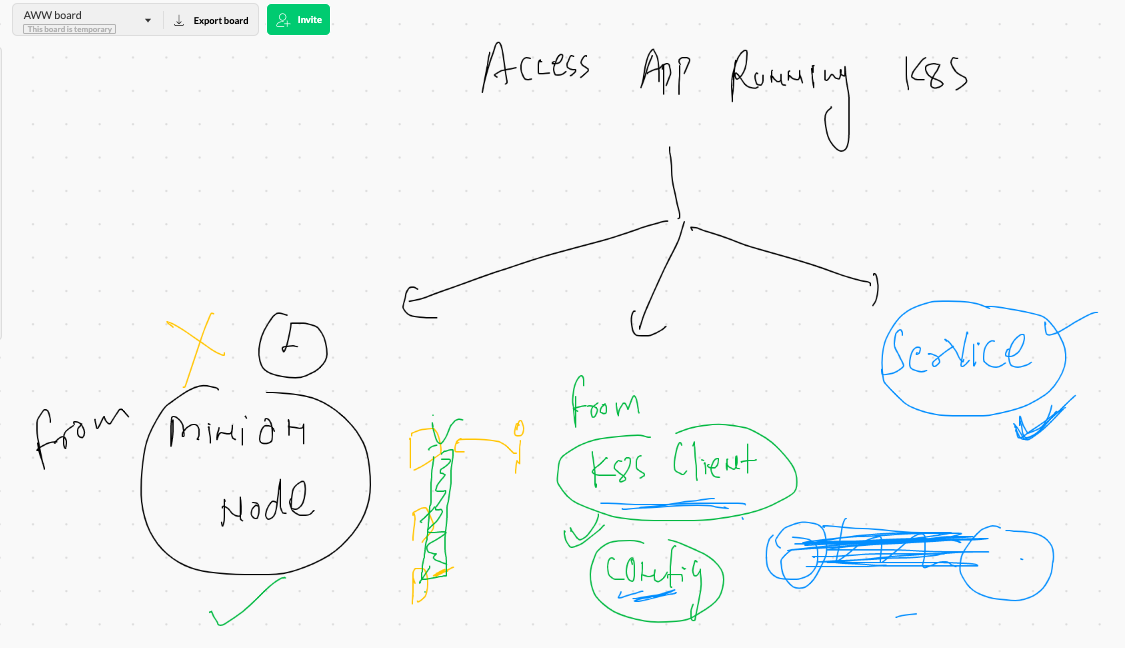 AWW board
This board is temporary
Export board
Invite
Access App Running K8S
1
from
Minion
Node
from
K8S Client
config
Service